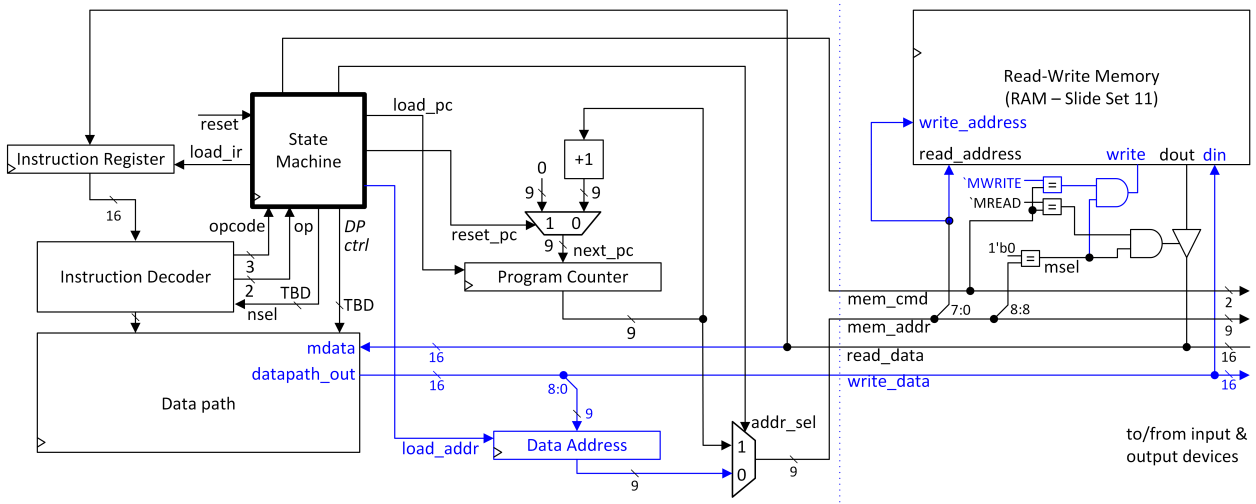 Read-Write Memory
(RAM – Slide Set 11)
load_pc
reset
State
Machine
write_address
load_ir
Instruction Register
+1
read_address
write
dout
din
0
`MWRITE
=
9
9
`MREAD
=
16
opcode
op
DP
ctrl
reset_pc
1
0
9
next_pc
1'b0
=
msel
3
Instruction Decoder
Program Counter
2
TBD
nsel
TBD
mem_cmd
7:0
8:8
2
9
mem_addr
9
mdata
16
read_data
16
datapath_out
16
8:0
write_data
16
Data path
9
addr_sel
load_addr
Data Address
1
0
9
9
to/from input &
output devices